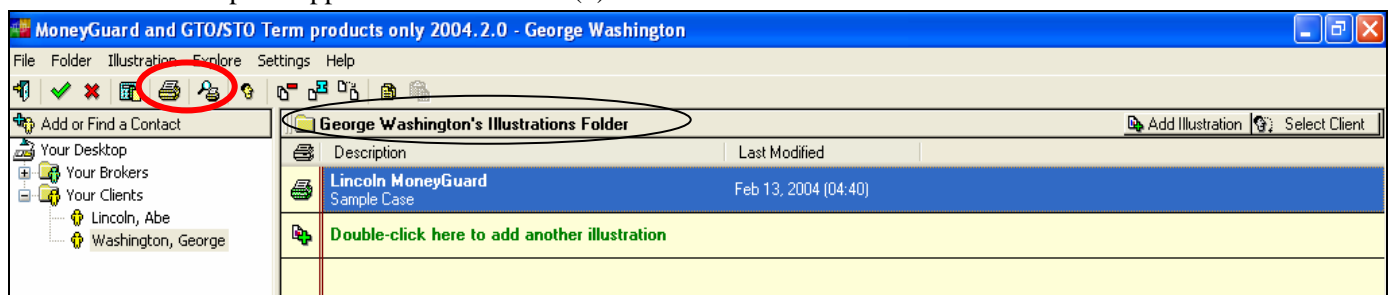 MoneyGuard and GTO/STO Term products only 2004.2.0 - George Washington
File Folder Illustration Explore Settings Help
Add or Find a Contact
George Washington's Illustrations Folder
Add Illustration Select Client
Your Desktop
Description Last Modified
Your Brokers
Your Clients
Lincoln MoneyGuard
Sample Case
Feb 13, 2004 (04:40)
Lincoln, Abe
Washington, George
Double-click here to add another illustration